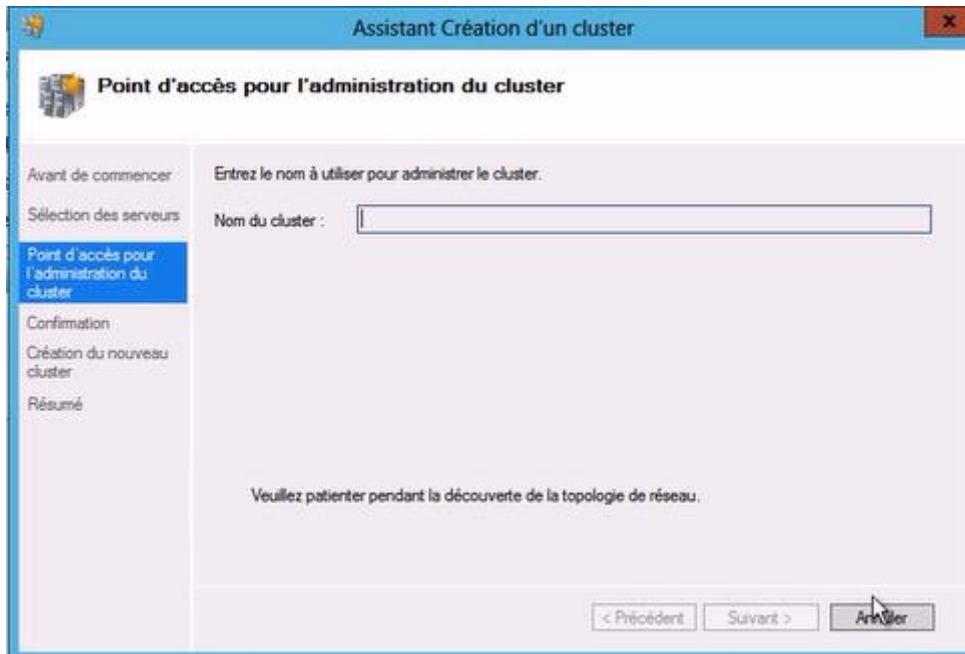 Assistant Création d'un cluster
x
Point d'accès pour l'administration du cluster
Avant de commencer
Sélection des serveurs
Point d'accès pour
l'administration du
cluster
Confirmation
Création du nouveau
cluster
Résumé
Entrez le nom à utiliser pour administrer le cluster.
Nom du cluster :
Veuillez patienter pendant la découverte de la topologie de réseau.
< Précédent
Suivant >
Annuler